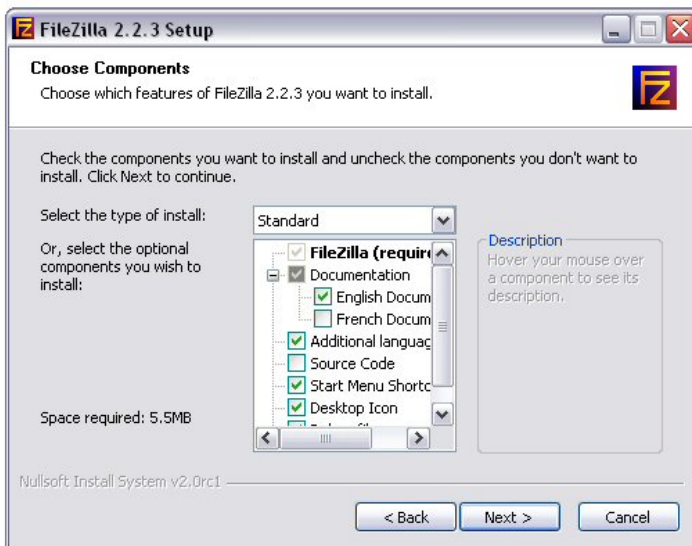 FileZilla 2.2.3 Setup
Choose Components
Choose which features of FileZilla 2.2.3 you want to install.
Check the components you want to install and uncheck the components you don't want to
install. Click Next to continue.
Select the type of install:
Standard
Or, select the optional
components you wish to
install:
FileZilla (require
Documentation
English Docum
French Docum
Additional languag
Source Code
Start Menu Shortc
Desktop Icon
Description
Hover your mouse over
a component to see its
description.
Space required: 5.5MB
Nullsoft Install System v2.0rc1
< Back
Next >
Cancel